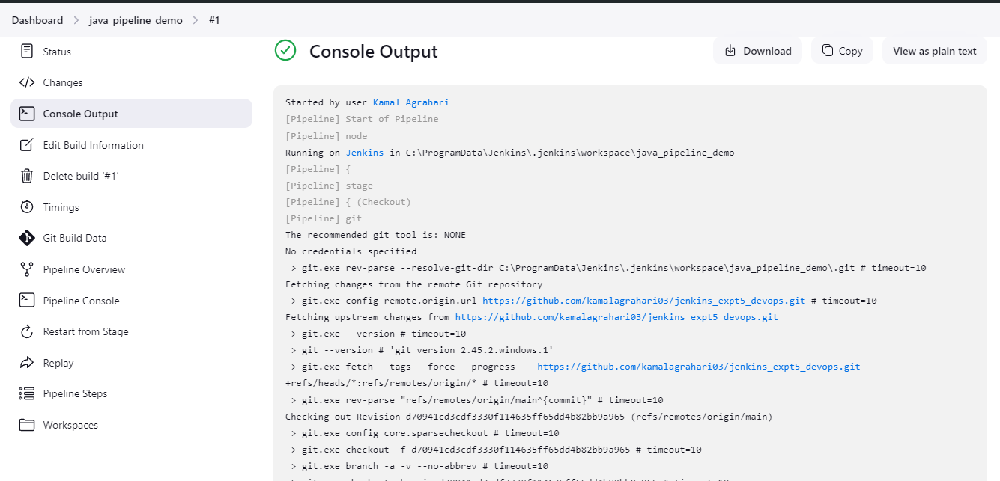 Dashboard > java_pipeline_demo > #1
Status
Changes
Console Output
Edit Build Information
Delete build ‘#1’
Timings
Git Build Data
Pipeline Overview
Pipeline Console
Restart from Stage
Replay
Pipeline Steps
Workspaces
Console Output
Download
Copy
View as plain text
Started by user Kamal Agrahari
[Pipeline] Start of Pipeline
[Pipeline] node
Running on Jenkins in C:\ProgramData\Jenkins\.jenkins\workspace\java_pipeline_demo
[Pipeline] {
[Pipeline] stage
[Pipeline] { (Checkout)
[Pipeline] git
The recommended git tool is: NONE
No credentials specified
> git.exe rev-parse --resolve-git-dir C:\ProgramData\Jenkins\.jenkins\workspace\java_pipeline_demo\.git # timeout=10
Fetching changes from the remote Git repository
> git.exe config remote.origin.url https://github.com/kamalagrahari03/jenkins_expt5_devops.git # timeout=10
Fetching upstream changes from https://github.com/kamalagrahari03/jenkins_expt5_devops.git
> git.exe --version # timeout=10
> git --version # 'git version 2.45.2.windows.1'
> git.exe fetch --tags --force --progress -- https://github.com/kamalagrahari03/jenkins_expt5_devops.git
+refs/heads/*:refs/remotes/origin/* # timeout=10
> git.exe rev-parse "refs/remotes/origin/main^{commit}" # timeout=10
Checking out Revision d70941cd3cdf3330f114635ff65dd4b82bb9a965 (refs/remotes/origin/main)
> git.exe config core.sparsecheckout # timeout=10
> git.exe checkout -f d70941cd3cdf3330f114635ff65dd4b82bb9a965 # timeout=10
> git.exe branch -a -v --no-abbrev # timeout=10